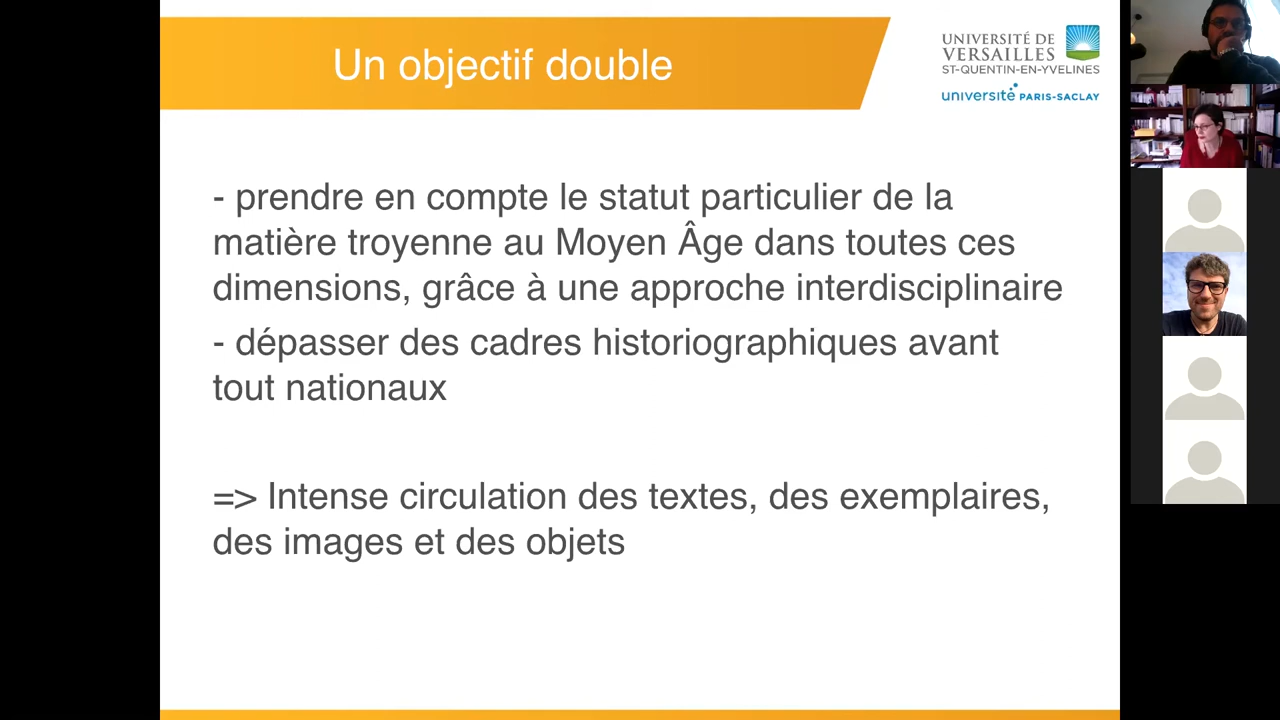 Un objectif double
UNIVERSITÉ DE
VERSAILLES
ST-QUENTIN-EN-YVELINES
université PARIS-SACLAY
- prendre en compte le statut particulier de la
matière troyenne au Moyen Âge dans toutes ces
dimensions, grâce à une approche interdisciplinaire
- dépasser des cadres historiographiques avant
tout nationaux
=> Intense circulation des textes, des exemplaires,
des images et des objets